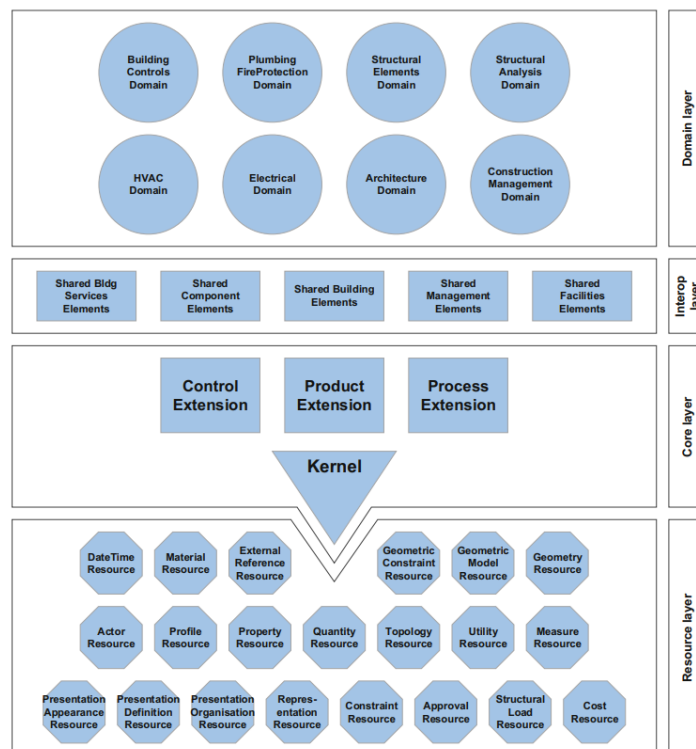 Building
Controls
Domain
Plumbing
FireProtection
Domain
Structural
Elements
Domain
Structural
Analysis
Domain
HVAC
Domain
Electrical
Domain
Architecture
Domain
Construction
Management
Domain
Domain layer
Shared Bldg
Services
Elements
Shared
Component
Elements
Shared Building
Elements
Shared
Management
Elements
Shared
Facilities
Elements
Interop
layer
Control
Extension
Product
Extension
Process
Extension
Kernel
Core layer
DateTime
Resource
Material
Resource
External
Reference
Resource
Geometric
Constraint
Resource
Geometric
Model
Resource
Geometry
Resource
Actor
Resource
Profile
Resource
Property
Resource
Quantity
Resource
Topology
Resource
Utility
Resource
Measure
Resource
Presentation
Appearance
Resource
Presentation
Definition
Resource
Presentation
Organisation
Resource
Repres-
entation
Resource
Constraint
Resource
Approval
Resource
Structural
Load
Resource
Cost
Resource
Resource layer